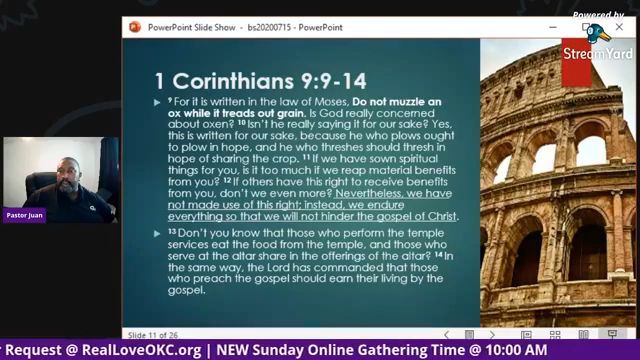 PowerPoint Slide Show - bs20200715 - PowerPoint
Powered by
StreamYard
1 Corinthians 9:9-14
• 9 For it is written in the law of Moses, Do not muzzle an
ox while it treads out grain. Is God really concerned
about oxen? 10 Isn't he really saying it for our sake? Yes,
this is written for our sake, because he who plows ought
to plow in hope, and he who threshes should thresh in
hope of sharing the crop. 11 If we have sown spiritual
things for you, is it too much if we reap material benefits
from you? 12 If others have this right to receive benefits
from you, don't we even more? Nevertheless, we have
not made use of this right; instead, we endure
everything so that we will not hinder the gospel of Christ.
• 13 Don't you know that those who perform the temple
services eat the food from the temple, and those who
serve at the altar share in the offerings of the altar? 14 In
the same way, the Lord has commanded that those
who preach the gospel should earn their living by the
gospel.
Pastor Juan
Slide 11 of 26
r Request @ RealLoveOKC.org | NEW Sunday Online Gathering Time @ 10:00 AM